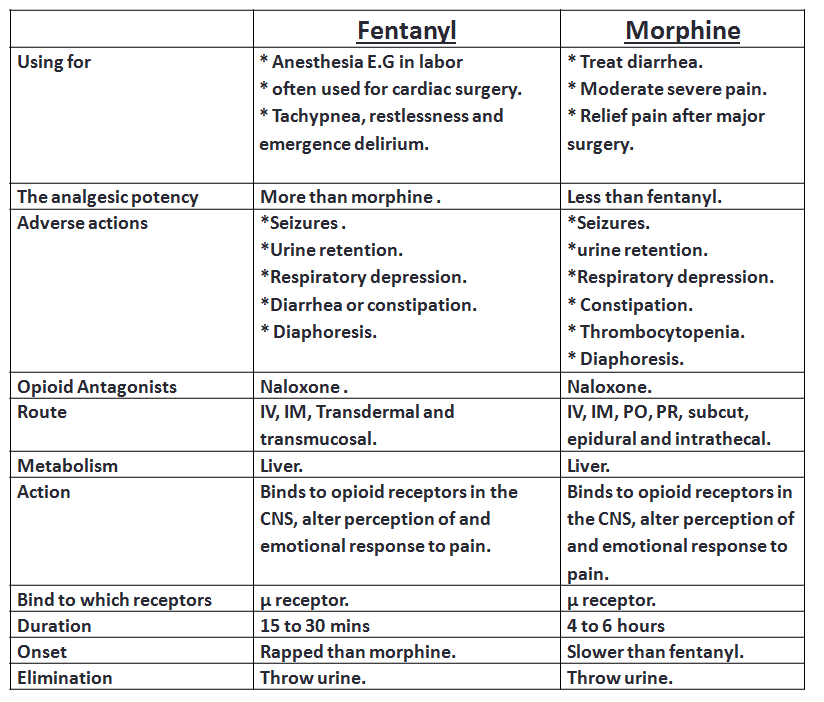 Fentanyl Morphine
Using for * Anesthesia E.G in labor * Treat diarrhea.
* often used for cardiac surgery. * Moderate severe pain.
* Tachypnea, restlessness and * Relief pain after major
emergence delirium. surgery.
The analgesic potency More than morphine . Less than fentanyl.
Adverse actions *Seizures . *Seizures.
*Urine retention. *urine retention.
*Respiratory depression. *Respiratory depression.
*Diarrhea or constipation. * Constipation.
* Diaphoresis. * Thrombocytopenia.
* Diaphoresis.
Opioid Antagonists Naloxone . Naloxone.
Route IV, IM, Transdermal and IV, IM, PO, PR, subcut,
transmucosal. epidural and intrathecal.
Metabolism Liver. Liver.
Action Binds to opioid receptors in the Binds to opioid receptors in
CNS, alter perception of and the CNS, alter perception of
emotional response to pain. and emotional response to
pain.
Bind to which receptors μ receptor. μ receptor.
Duration 15 to 30 mins 4 to 6 hours
Onset Rapped than morphine. Slower than fentanyl.
Elimination Throw urine. Throw urine.